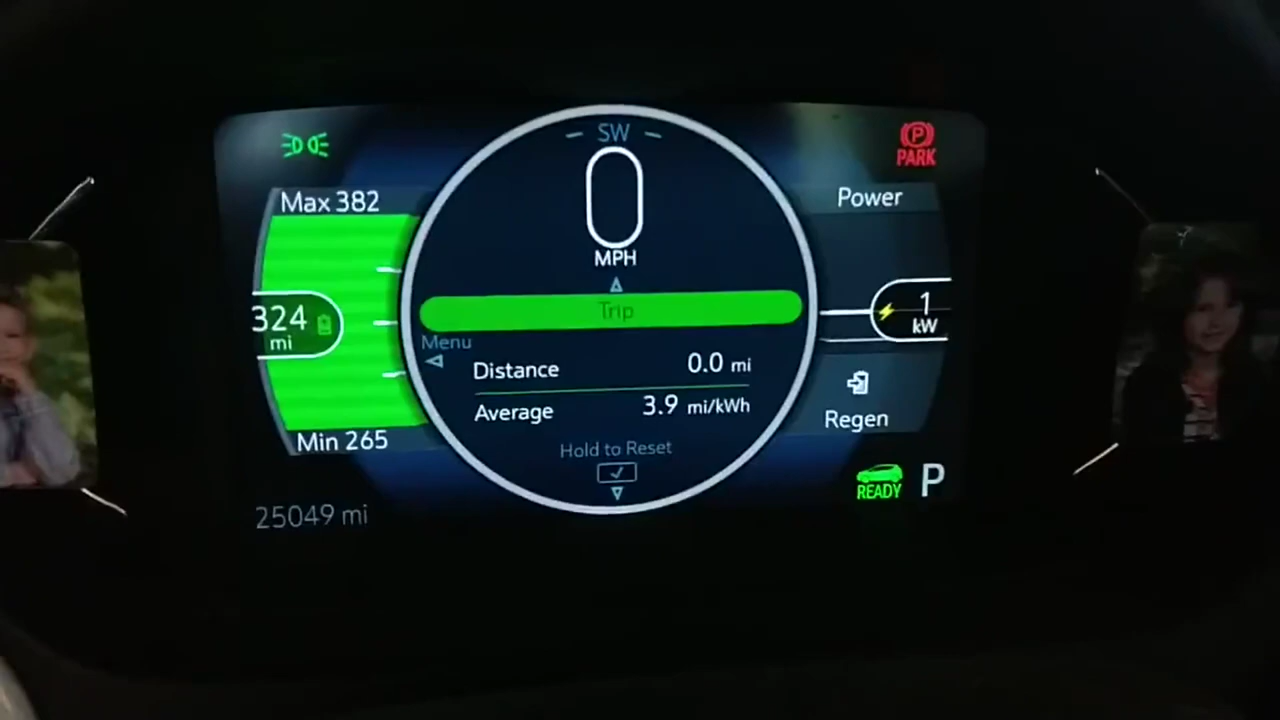 SW
0
MPH
P
PARK
Max 382
324
mi
Min 265
25049 mi
Trip
Menu
Distance 0.0 mi
Average 3.9 mi/kWh
Hold to Reset
Power
1
kW
Regen
READY
P